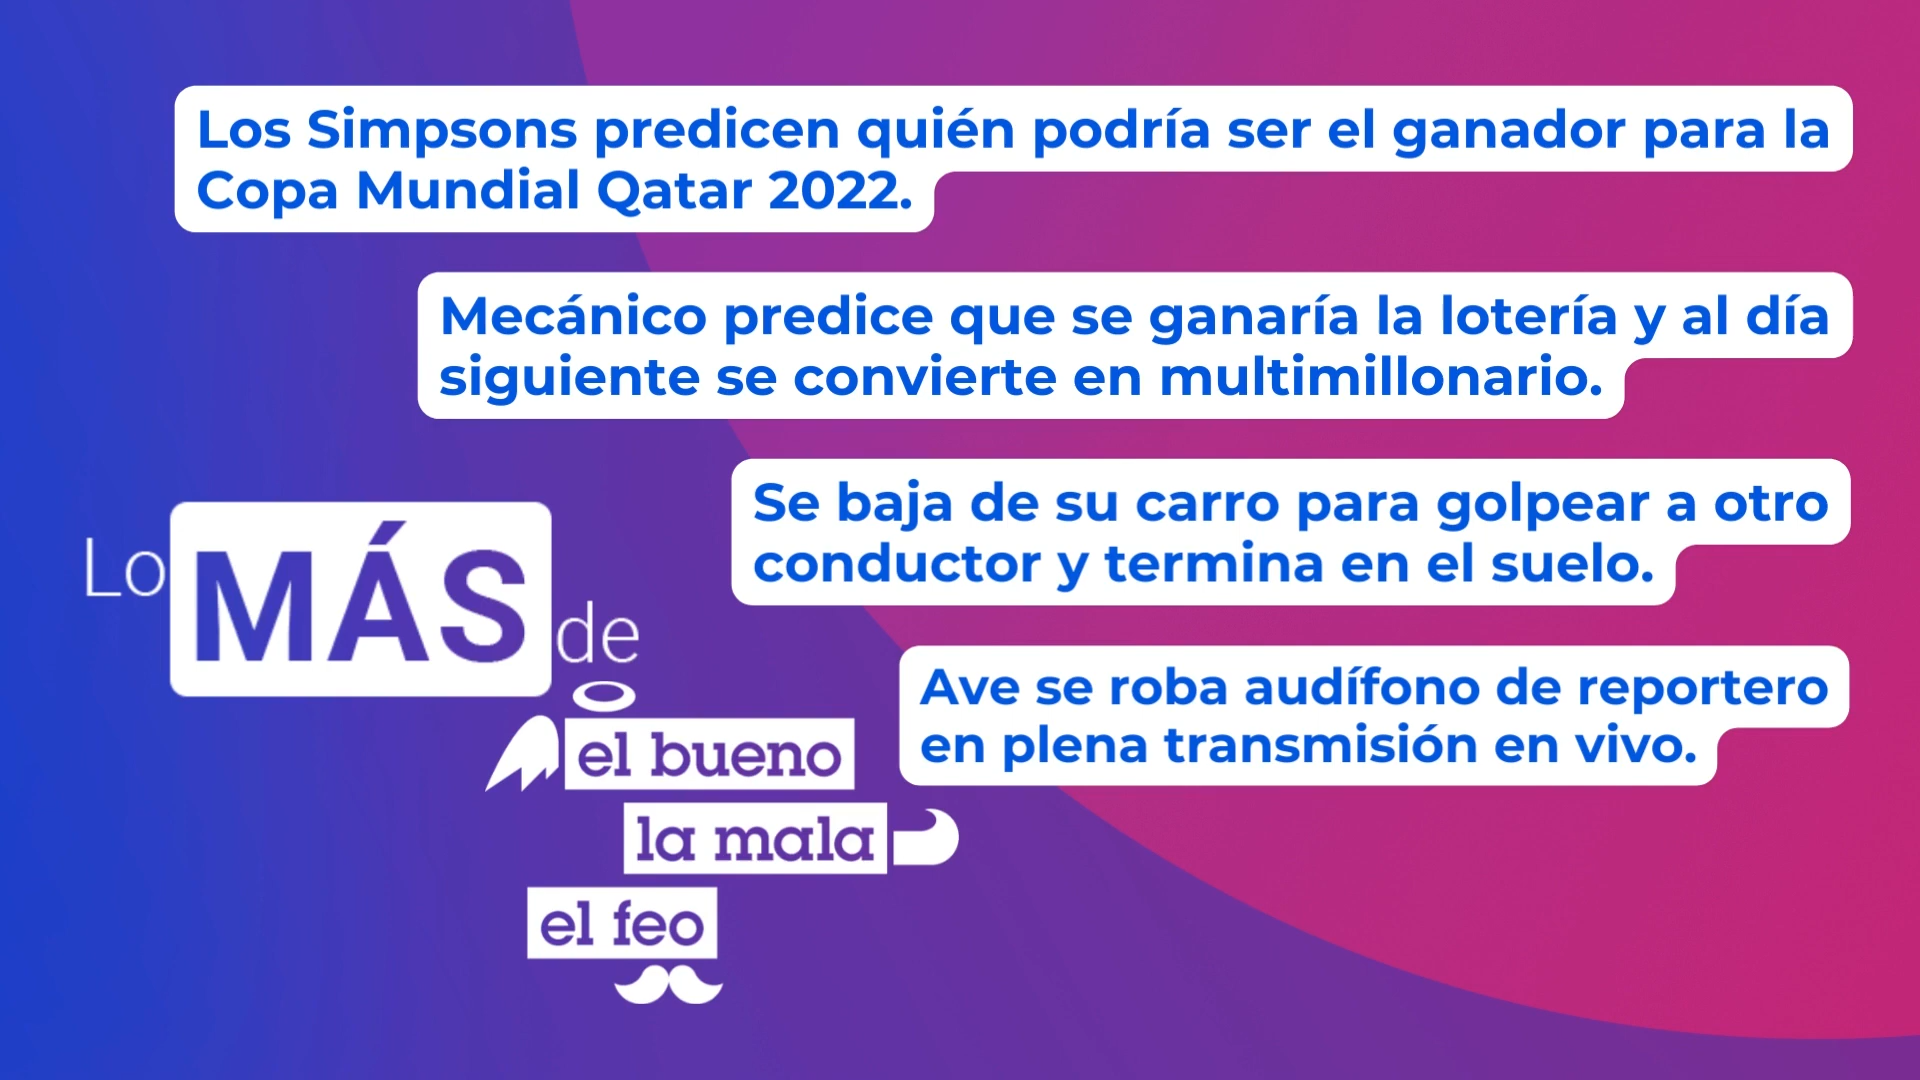 Los Simpsons predicen quién podría ser el ganador para la
Copa Mundial Qatar 2022.
Mecánico predice que se ganaría la lotería y al día
siguiente se convierte en multimillonario.
Se baja de su carro para golpear a otro
conductor y termina en el suelo.
Ave se roba audífono de reportero
en plena transmisión en vivo.
Lo MÁS de
el bueno
la mala
el feo